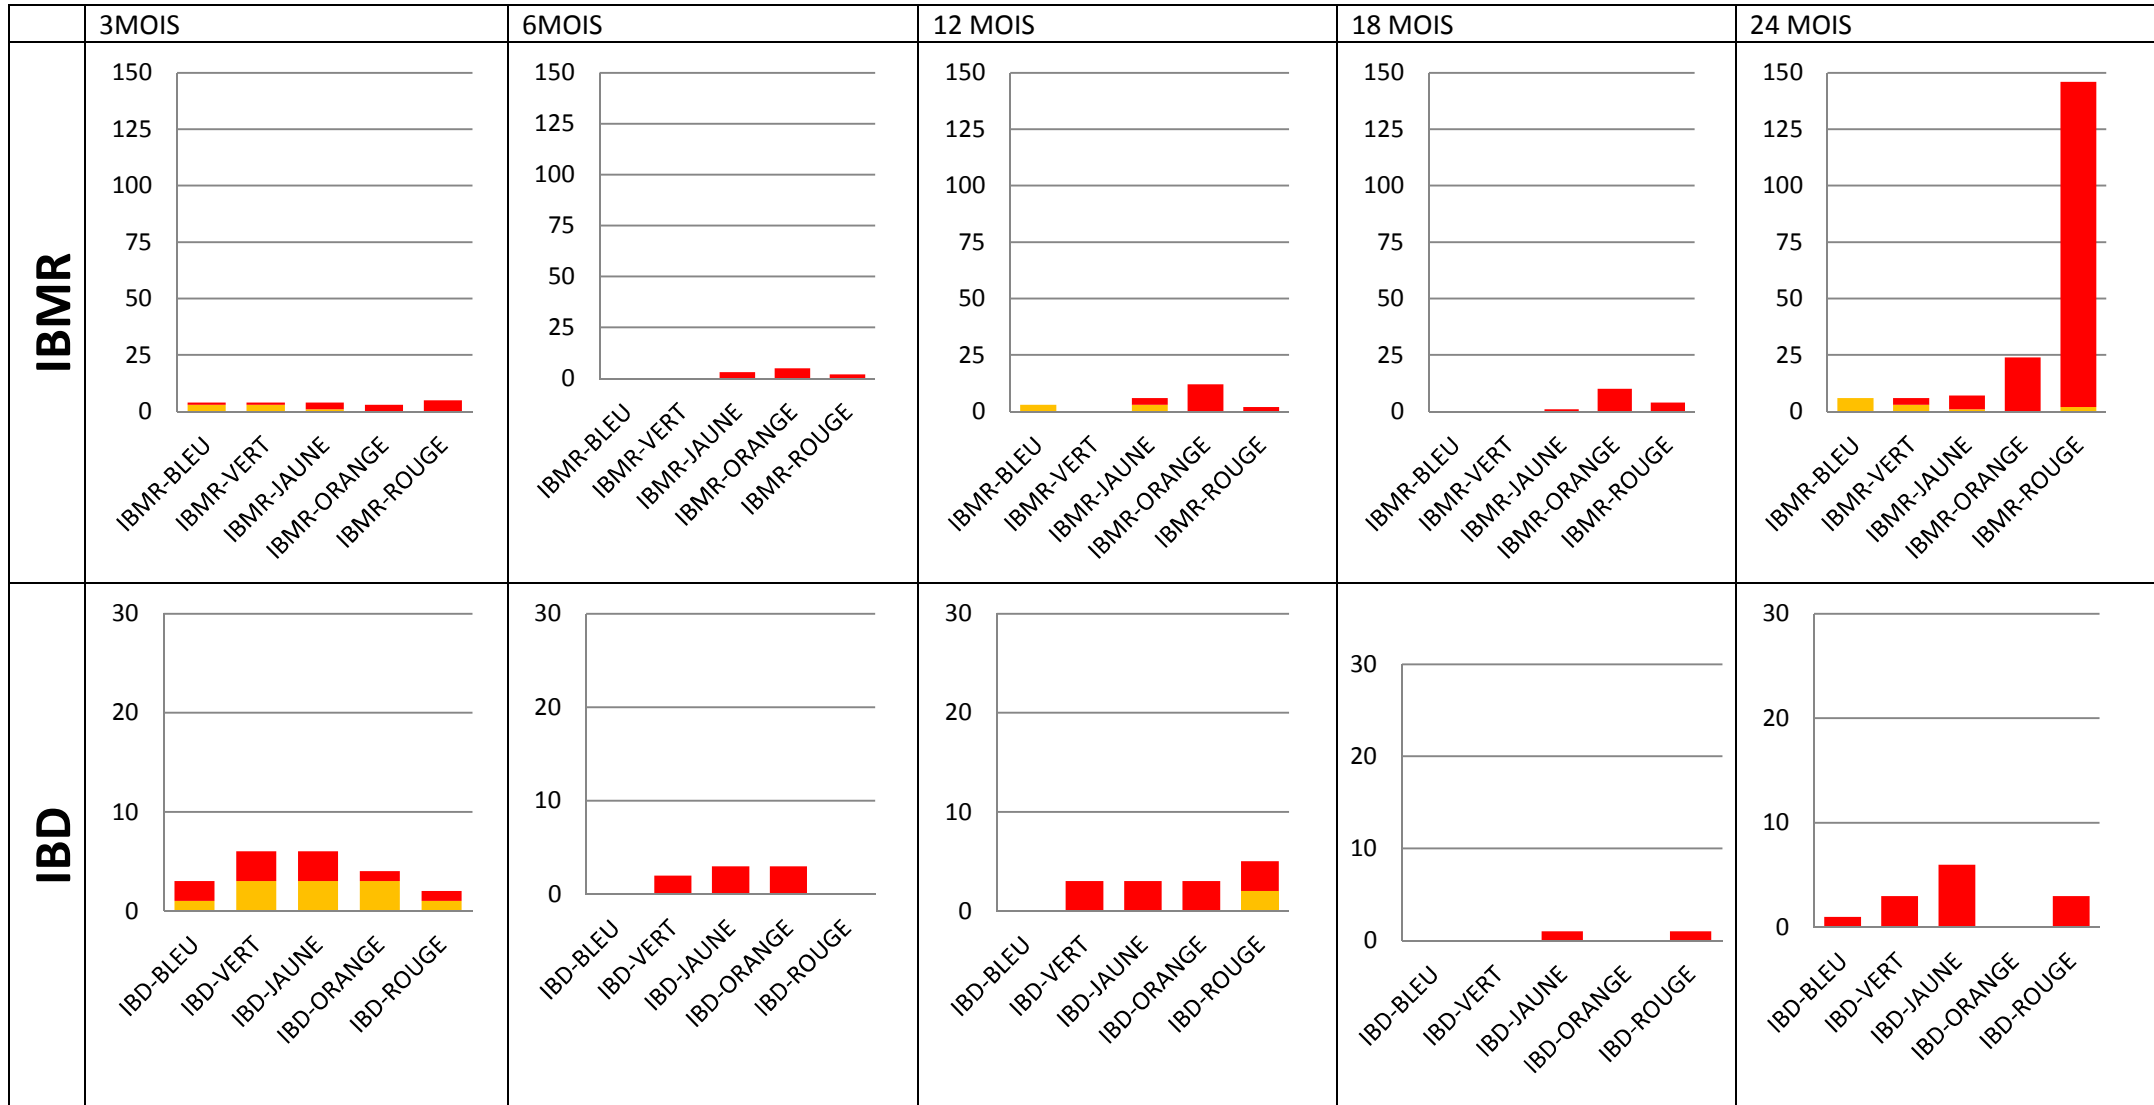 3MOIS
6MOIS
12 MOIS
18 MOIS
24 MOIS
IBMR
150
125
100
75
50
25
0
IBMR-BLEU
IBMR-VERT
IBMR-JAUNE
IBMR-ORANGE
IBMR-ROUGE
150
125
100
75
50
25
0
IBMR-BLEU
IBMR-VERT
IBMR-JAUNE
IBMR-ORANGE
IBMR-ROUGE
150
125
100
75
50
25
0
IBMR-BLEU
IBMR-VERT
IBMR-JAUNE
IBMR-ORANGE
IBMR-ROUGE
150
125
100
75
50
25
0
IBMR-BLEU
IBMR-VERT
IBMR-JAUNE
IBMR-ORANGE
IBMR-ROUGE
150
125
100
75
50
25
0
IBMR-BLEU
IBMR-VERT
IBMR-JAUNE
IBMR-ORANGE
IBMR-ROUGE
IBD
30
20
10
0
IBD-BLEU
IBD-VERT
IBD-JAUNE
IBD-ORANGE
IBD-ROUGE
30
20
10
0
IBD-BLEU
IBD-VERT
IBD-JAUNE
IBD-ORANGE
IBD-ROUGE
30
20
10
0
IBD-BLEU
IBD-VERT
IBD-JAUNE
IBD-ORANGE
IBD-ROUGE
30
20
10
0
IBD-BLEU
IBD-VERT
IBD-JAUNE
IBD-ORANGE
IBD-ROUGE
30
20
10
0
IBD-BLEU
IBD-VERT
IBD-JAUNE
IBD-ORANGE
IBD-ROUGE